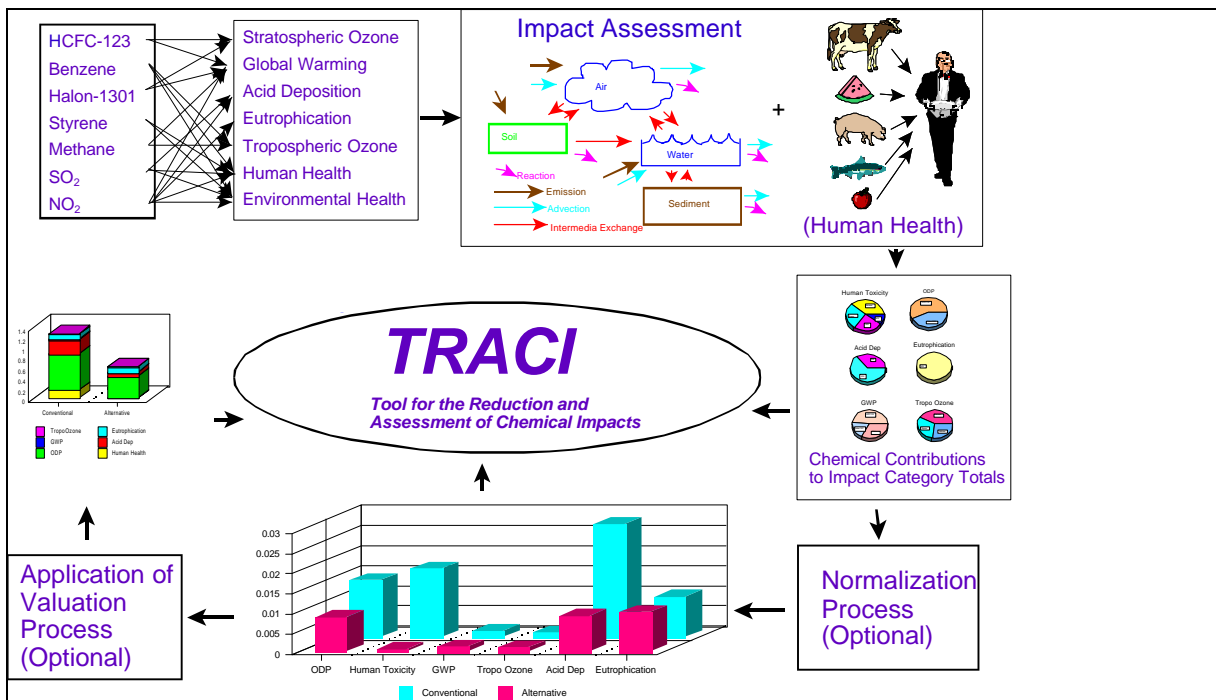 HCFC-123
Benzene
Halon-1301
Styrene
Methane
SO₂
NO₂
Stratospheric Ozone
Global Warming
Acid Deposition
Eutrophication
Tropospheric Ozone
Human Health
Environmental Health
Impact Assessment
Air
Soil
Water
Sediment
Reaction
Emission
Advection
Intermedia Exchange
+
(Human Health)
Human Toxicity
ODP
Acid Dep
Eutrophication
GWP
Tropo Ozone
Chemical Contributions
to Impact Category Totals
TRACI
Tool for the Reduction and
Assessment of Chemical Impacts
1.4
1.2
1
0.8
0.6
0.4
0.2
0
Conventional
Alternative
TropoOzone
Eutrophication
GWP
Acid Dep
ODP
Human Health
Normalization
Process
(Optional)
0.03
0.025
0.02
0.015
0.01
0.005
0
ODP
Human Toxicity
GWP
Tropo Ozone
Acid Dep
Eutrophication
Conventional
Alternative
Application of
Valuation
Process
(Optional)